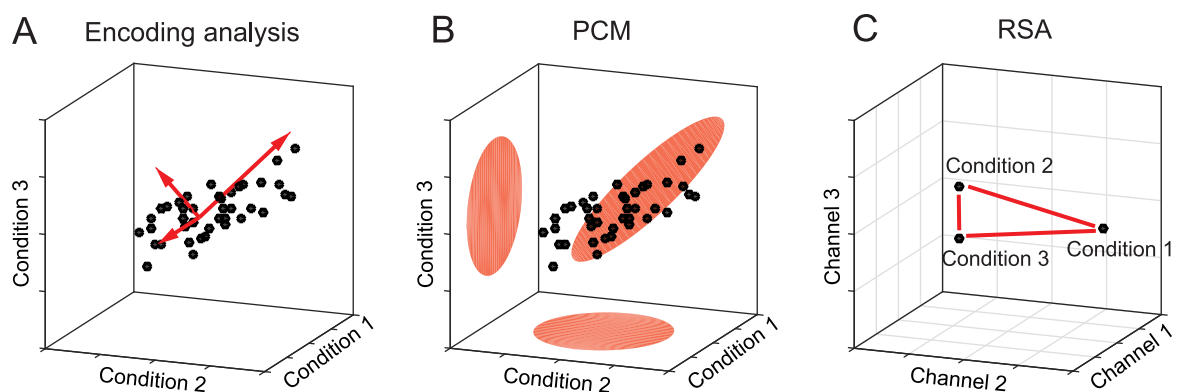 A Encoding analysis
Condition 3
Condition 2
Condition 1
B PCM
Condition 3
Condition 2
Condition 1
C RSA
Channel 3
Condition 2
Condition 3
Condition 1
Channel 2
Channel 1